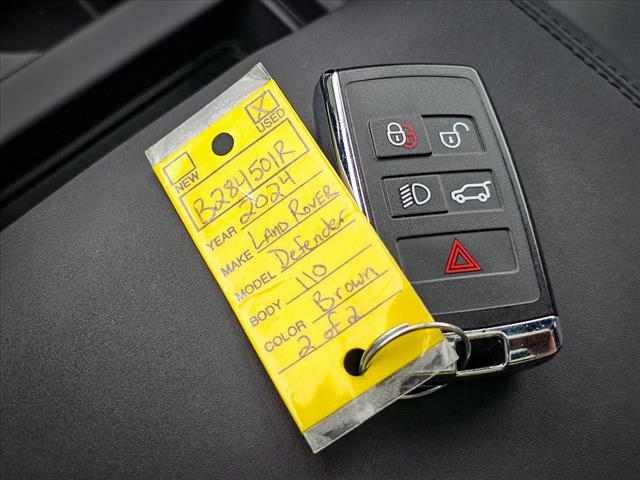 NEW USED
B284501R
YEAR 2024
MAKE LAND ROVER
MODEL Defender
BODY 110
COLOR Brown
2 of 2